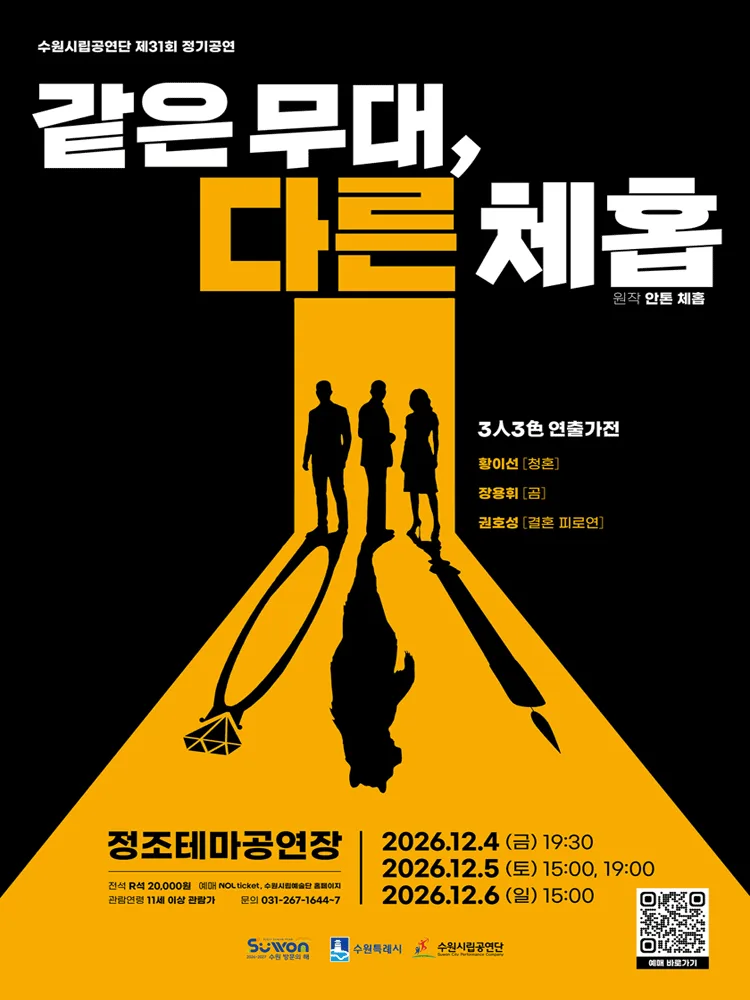 수원시립공연단 제31회 정기공연
같은 무대,
다른 체홉
원작 안톤 체홉
3人3色 연출가전
황이선 [청혼]
장용휘 [곰]
권호성 [결혼 피로연]
정조테마공연장
전석 R석 20,000원 예매 NOL ticket, 수원시립예술단 홈페이지
관람연령 11세 이상 관람가 문의 031-267-1644~7
2026.12.4 (금) 19:30
2026.12.5 (토) 15:00, 19:00
2026.12.6 (일) 15:00
예매 바로가기
Suwon
2026-2027 수원 방문의 해
수원특례시
수원시립공연단
Suwon City Performance Company